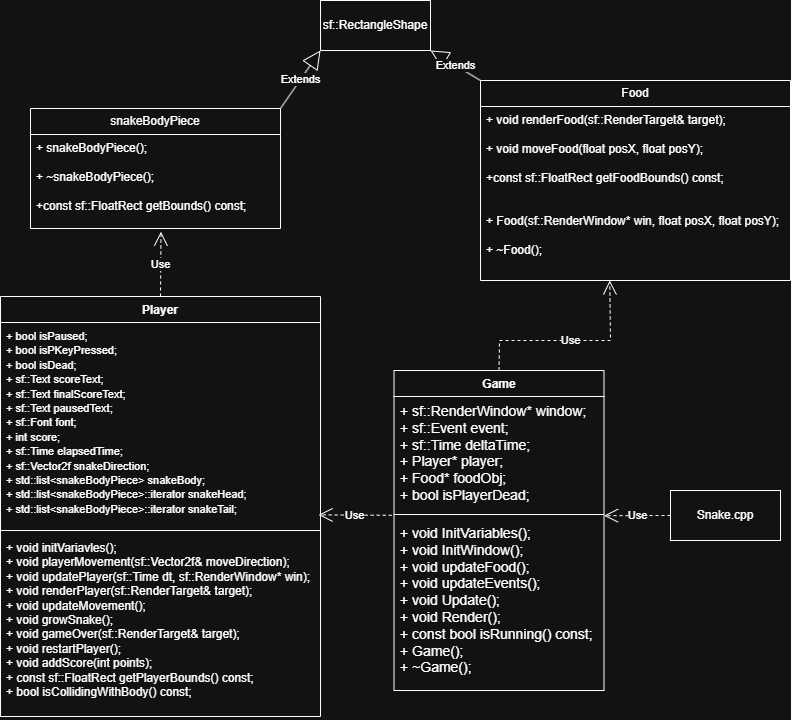 sf::RectangleShape
Extends
Extends
snakeBodyPiece
+ snakeBodyPiece();
+ ~snakeBodyPiece();
+const sf::FloatRect getBounds() const;
Food
+ void renderFood(sf::RenderTarget& target);
+ void moveFood(float posX, float posY);
+const sf::FloatRect getFoodBounds() const;
+ Food(sf::RenderWindow* win, float posX, float posY);
+ ~Food();
Use
Player
+ bool isPaused;
+ bool isPKeyPressed;
+ bool isDead;
+ sf::Text scoreText;
+ sf::Text finalScoreText;
+ sf::Text pausedText;
+ sf::Font font;
+ int score;
+ sf::Time elapsedTime;
+ sf::Vector2f snakeDirection;
+ std::list<snakeBodyPiece> snakeBody;
+ std::list<snakeBodyPiece>::iterator snakeHead;
+ std::list<snakeBodyPiece>::iterator snakeTail;
+ void initVariavles();
+ void playerMovement(sf::Vector2f& moveDirection);
+ void updatePlayer(sf::Time dt, sf::RenderWindow* win);
+ void renderPlayer(sf::RenderTarget& target);
+ void updateMovement();
+ void growSnake();
+ void gameOver(sf::RenderTarget& target);
+ void restartPlayer();
+ void addScore(int points);
+ const sf::FloatRect getPlayerBounds() const;
+ bool isCollidingWithBody() const;
Use
Use
Game
+ sf::RenderWindow* window;
+ sf::Event event;
+ sf::Time deltaTime;
+ Player* player;
+ Food* foodObj;
+ bool isPlayerDead;
+ void InitVariables();
+ void InitWindow();
+ void updateFood();
+ void updateEvents();
+ void Update();
+ void Render();
+ const bool isRunning() const;
+ Game();
+ ~Game();
Use
Snake.cpp